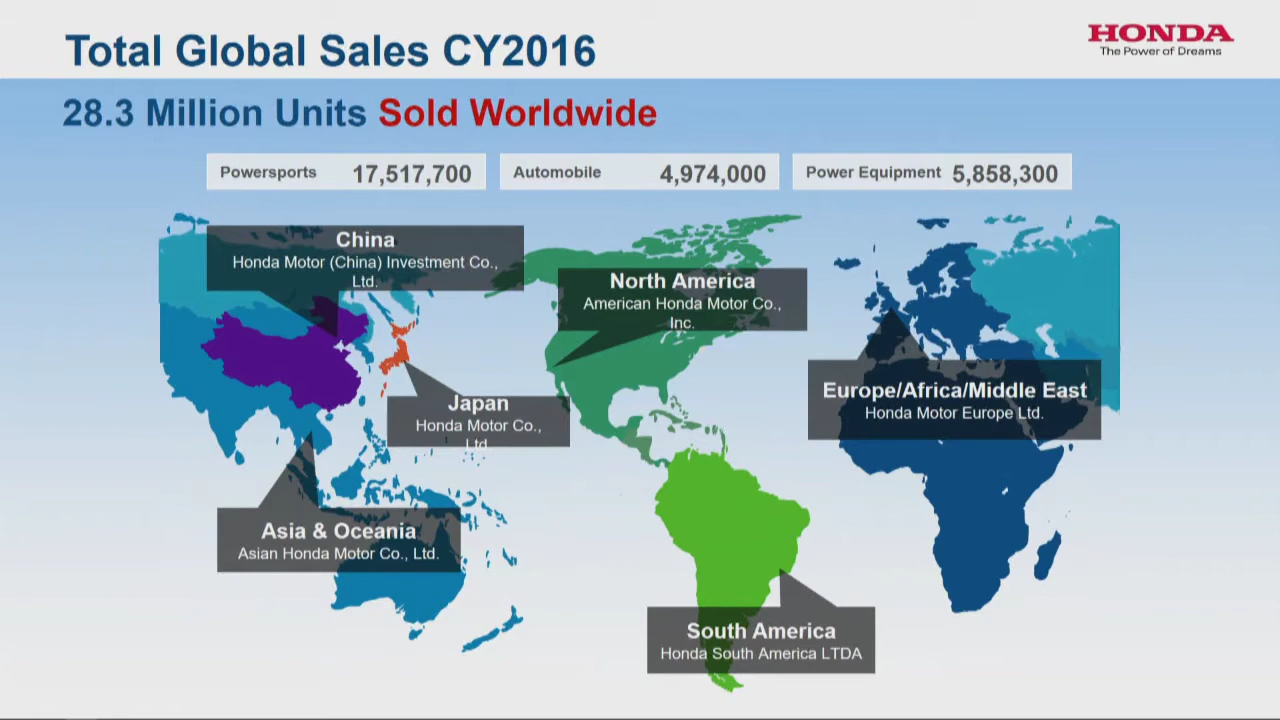 Total Global Sales CY2016
HONDA
The Power of Dreams
28.3 Million Units Sold Worldwide
Powersports 17,517,700
Automobile 4,974,000
Power Equipment 5,858,300
China
Honda Motor (China) Investment Co.,
Ltd.
North America
American Honda Motor Co.,
Inc.
Europe/Africa/Middle East
Honda Motor Europe Ltd.
Japan
Honda Motor Co.,
Ltd.
Asia & Oceania
Asian Honda Motor Co., Ltd.
South America
Honda South America LTDA